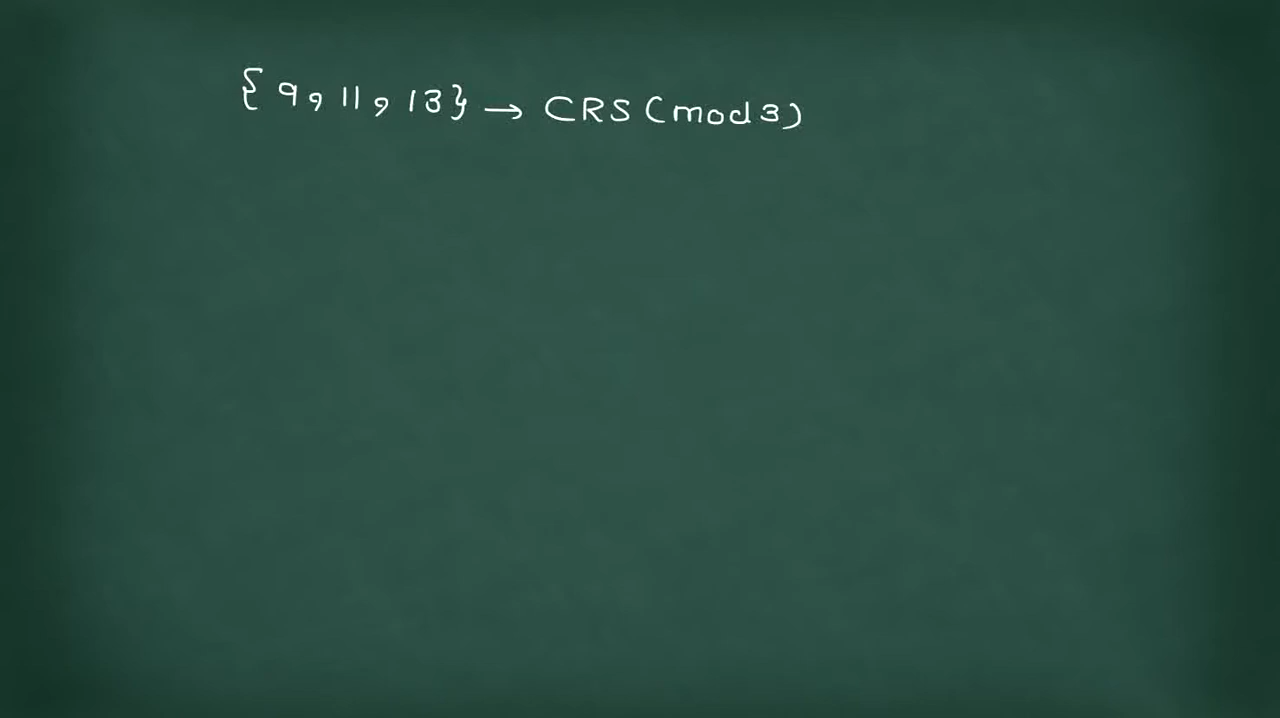 { 9, 11, 13} → CRS (mod 3)